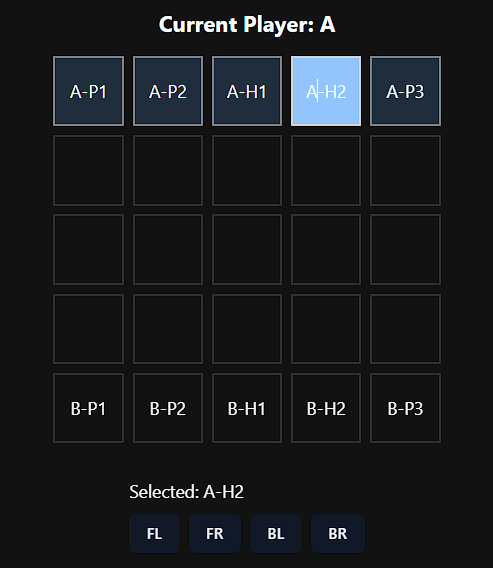 Current Player: A
A-P1 A-P2 A-H1 A-H2 A-P3
B-P1 B-P2 B-H1 B-H2 B-P3
Selected: A-H2
FL FR BL BR